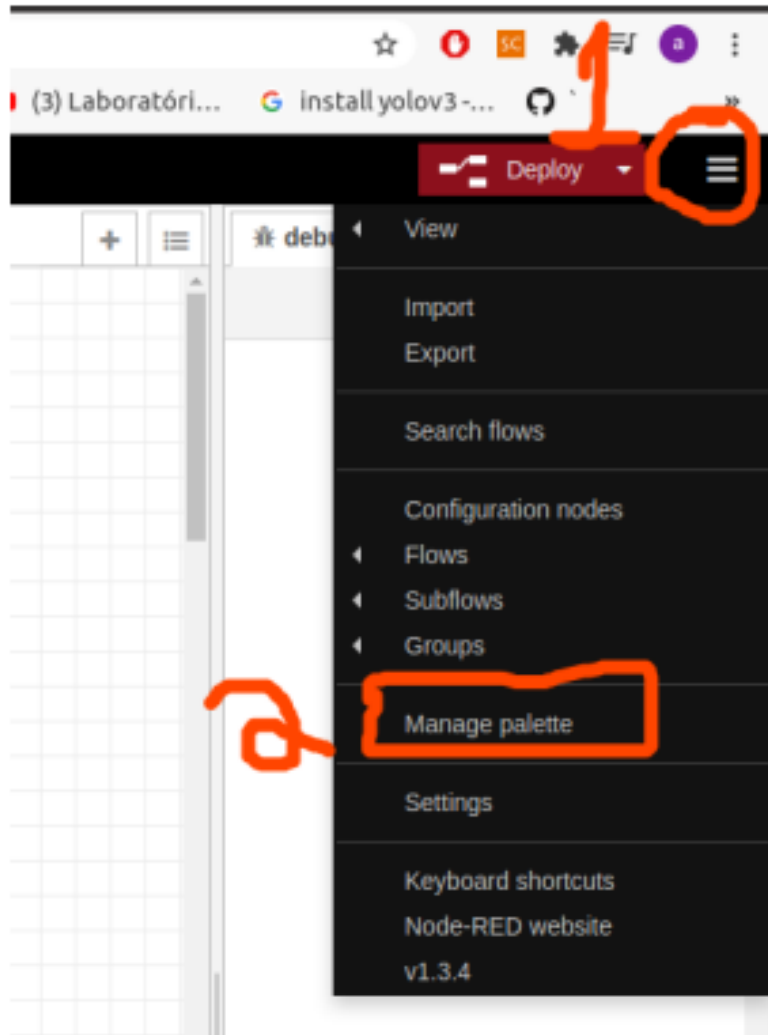 SC
1
a
(3) Laboratóri...
install yolov3 -...
`
»
Deploy
debu
View
Import
Export
Search flows
Configuration nodes
Flows
Subflows
Groups
2
Manage palette
Settings
Keyboard shortcuts
Node-RED website
v1.3.4